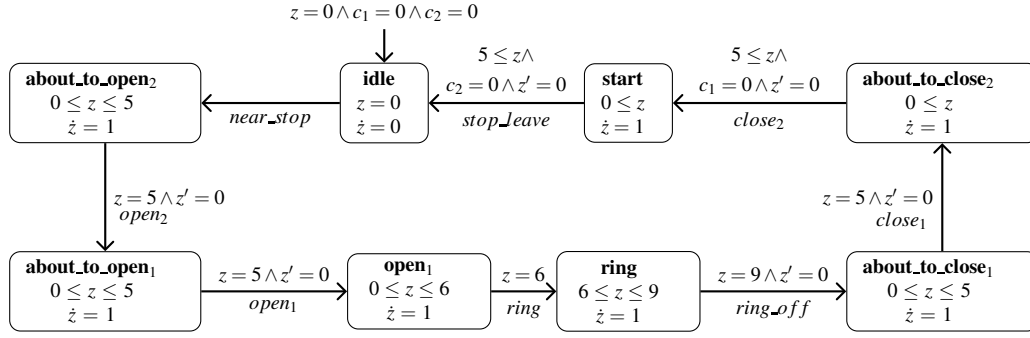 z = 0 ∧ c₁ = 0 ∧ c₂ = 0
about_to_open₂
0 ≤ z ≤ 5
ż = 1
near_stop
idle
z = 0
ż = 0
5 ≤ z∧
c₂ = 0 ∧ z′ = 0
stop_leave
start
0 ≤ z
ż = 1
5 ≤ z∧
c₁ = 0 ∧ z′ = 0
close₂
about_to_close₂
0 ≤ z
ż = 1
z = 5 ∧ z′ = 0
open₂
z = 5 ∧ z′ = 0
close₁
about_to_open₁
0 ≤ z ≤ 5
ż = 1
z = 5 ∧ z′ = 0
open₁
open₁
0 ≤ z ≤ 6
ż = 1
z = 6
ring
ring
6 ≤ z ≤ 9
ż = 1
z = 9 ∧ z′ = 0
ring_off
about_to_close₁
0 ≤ z ≤ 5
ż = 1